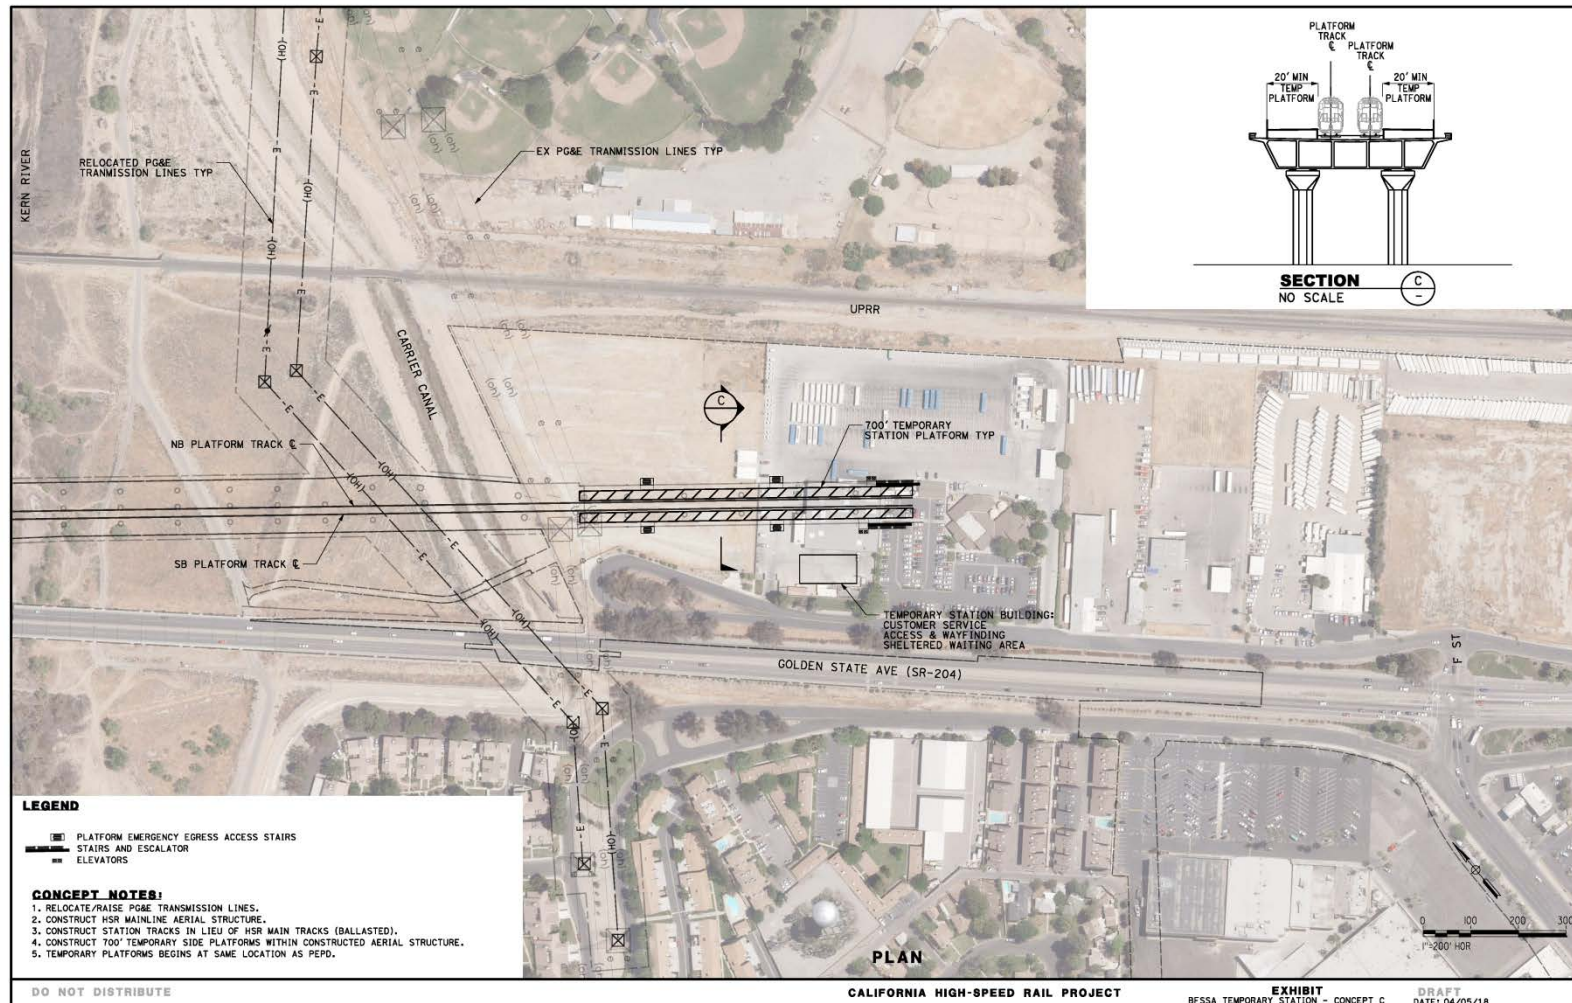 PLATFORM
TRACK
℄
PLATFORM
TRACK
℄
20' MIN
TEMP
PLATFORM
20' MIN
TEMP
PLATFORM
SECTION
NO SCALE
C
-
KERN RIVER
RELOCATED PG&E
TRANMISSION LINES TYP
EX PG&E TRANMISSION LINES TYP
UPRR
CARRIER CANAL
C
700' TEMPORARY
STATION PLATFORM TYP
NB PLATFORM TRACK ℄
SB PLATFORM TRACK ℄
TEMPORARY STATION BUILDING:
CUSTOMER SERVICE
ACCESS & WAYFINDING
SHELTERED WAITING AREA
GOLDEN STATE AVE (SR-204)
F ST
LEGEND
PLATFORM EMERGENCY EGRESS ACCESS STAIRS
STAIRS AND ESCALATOR
ELEVATORS
CONCEPT NOTES:
1. RELOCATE/RAISE PG&E TRANSMISSION LINES.
2. CONSTRUCT HSR MAINLINE AERIAL STRUCTURE.
3. CONSTRUCT STATION TRACKS IN LIEU OF HSR MAIN TRACKS (BALLASTED).
4. CONSTRUCT 700' TEMPORARY SIDE PLATFORMS WITHIN CONSTRUCTED AERIAL STRUCTURE.
5. TEMPORARY PLATFORMS BEGINS AT SAME LOCATION AS PEPD.
0 100 200 300
1"=200' HOR
PLAN
DO NOT DISTRIBUTE
CALIFORNIA HIGH-SPEED RAIL PROJECT
EXHIBIT
BFSSA TEMPORARY STATION - CONCEPT C
DRAFT
DATE: 04/05/18